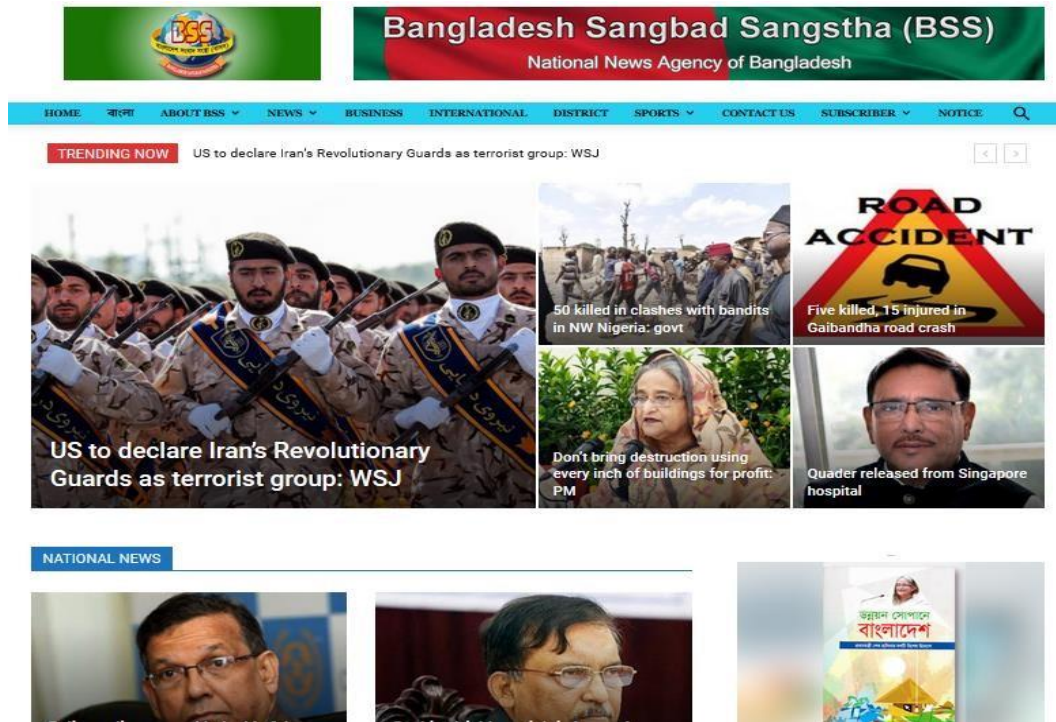 BSS
Bangladesh Sangbad Sangstha (BSS)
National News Agency of Bangladesh
HOME বাংলা ABOUT BSS NEWS BUSINESS INTERNATIONAL DISTRICT SPORTS CONTACT US SUBSCRIBER NOTICE
TRENDING NOW US to declare Iran's Revolutionary Guards as terrorist group: WSJ
US to declare Iran's Revolutionary
Guards as terrorist group: WSJ
50 killed in clashes with bandits
in NW Nigeria: govt
ROAD
ACCIDENT
Five killed, 15 injured in
Gaibandha road crash
Don't bring destruction using
every inch of buildings for profit:
PM
Quader released from Singapore
hospital
NATIONAL NEWS
উন্নয়ন সোপানে
বাংলাদেশ